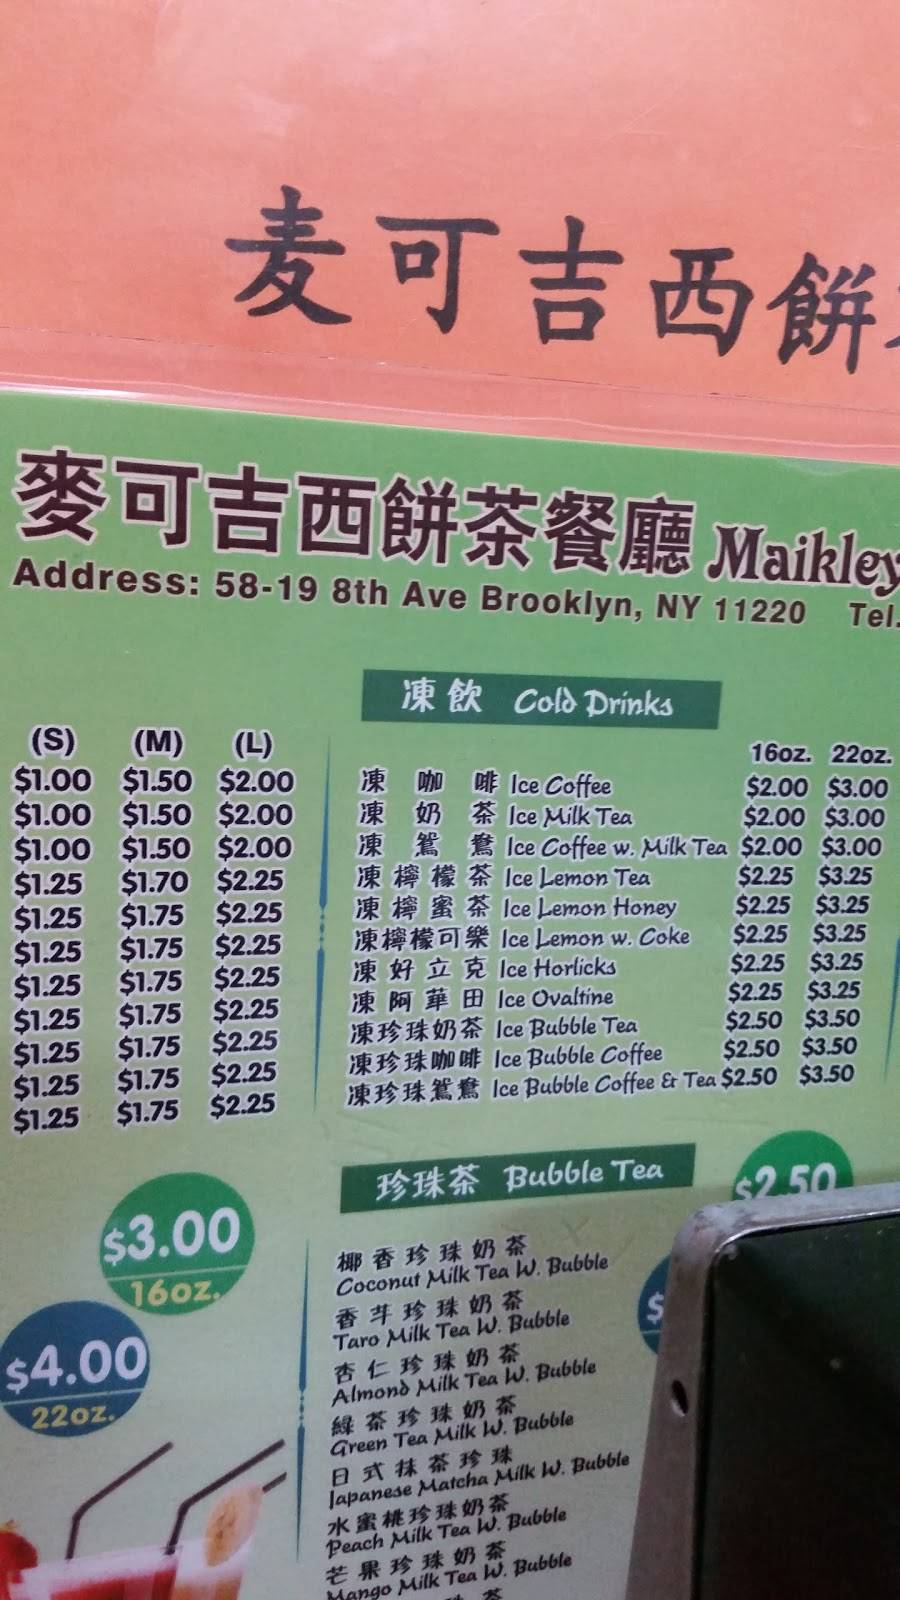 麦可吉西餅
麥可吉西餅茶餐廳 Maikley
Address: 58-19 8th Ave Brooklyn, NY 11220 Tel.
(S) (M) (L)
$1.00 $1.50 $2.00
$1.00 $1.50 $2.00
$1.00 $1.50 $2.00
$1.25 $1.70 $2.25
$1.25 $1.75 $2.25
$1.25 $1.75 $2.25
$1.25 $1.75 $2.25
$1.25 $1.75 $2.25
$1.25 $1.75 $2.25
$1.25 $1.75 $2.25
$1.25 $1.75 $2.25
$3.00
16oz.
$4.00
22oz.
凍飲 Cold Drinks
16oz. 22oz.
凍咖啡 Ice Coffee $2.00 $3.00
凍奶茶 Ice Milk Tea $2.00 $3.00
凍鴛鴦 Ice Coffee w. Milk Tea $2.00 $3.00
凍檸檬茶 Ice Lemon Tea $2.25 $3.25
凍檸蜜茶 Ice Lemon Honey $2.25 $3.25
凍檸檬可樂 Ice Lemon w. Coke $2.25 $3.25
凍好立克 Ice Horlicks $2.25 $3.25
凍阿華田 Ice Ovaltine $2.25 $3.25
凍珍珠奶茶 Ice Bubble Tea $2.50 $3.50
凍珍珠咖啡 Ice Bubble Coffee $2.50 $3.50
凍珍珠鴛鴦 Ice Bubble Coffee & Tea $2.50 $3.50
珍珠茶 Bubble Tea
$2.50
$
椰香珍珠奶茶
Coconut Milk Tea W. Bubble
香芋珍珠奶茶
Taro Milk Tea W. Bubble
杏仁珍珠奶茶
Almond Milk Tea W. Bubble
綠茶珍珠奶茶
Green Tea Milk W. Bubble
日式抹茶珍珠
Japanese Matcha Milk W. Bubble
水蜜桃珍珠奶茶
Peach Milk Tea W. Bubble
芒果珍珠奶茶
Mango Milk Tea W. Bubble